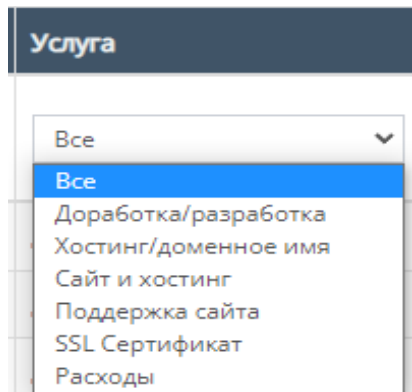 Услуга
Все
Все
Доработка/разработка
Хостинг/доменное имя
Сайт и хостинг
Поддержка сайта
SSL Сертификат
Расходы